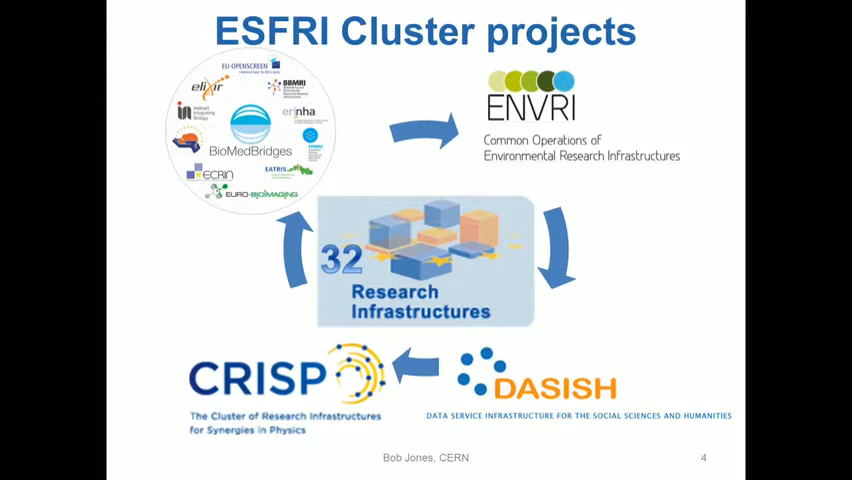 ESFRI Cluster projects
EU-OPENSCREEN
elixir
BBMRI
erinha
BioMedBridges
ECRIN
EATRIS
EURO-BIOIMAGING
ENVRI
Common Operations of
Environmental Research Infrastructures
32
Research
Infrastructures
CRISP
The Cluster of Research Infrastructures
for Synergies in Physics
DASISH
DATA SERVICE INFRASTRUCTURE FOR THE SOCIAL SCIENCES AND HUMANITIES
Bob Jones, CERN
4